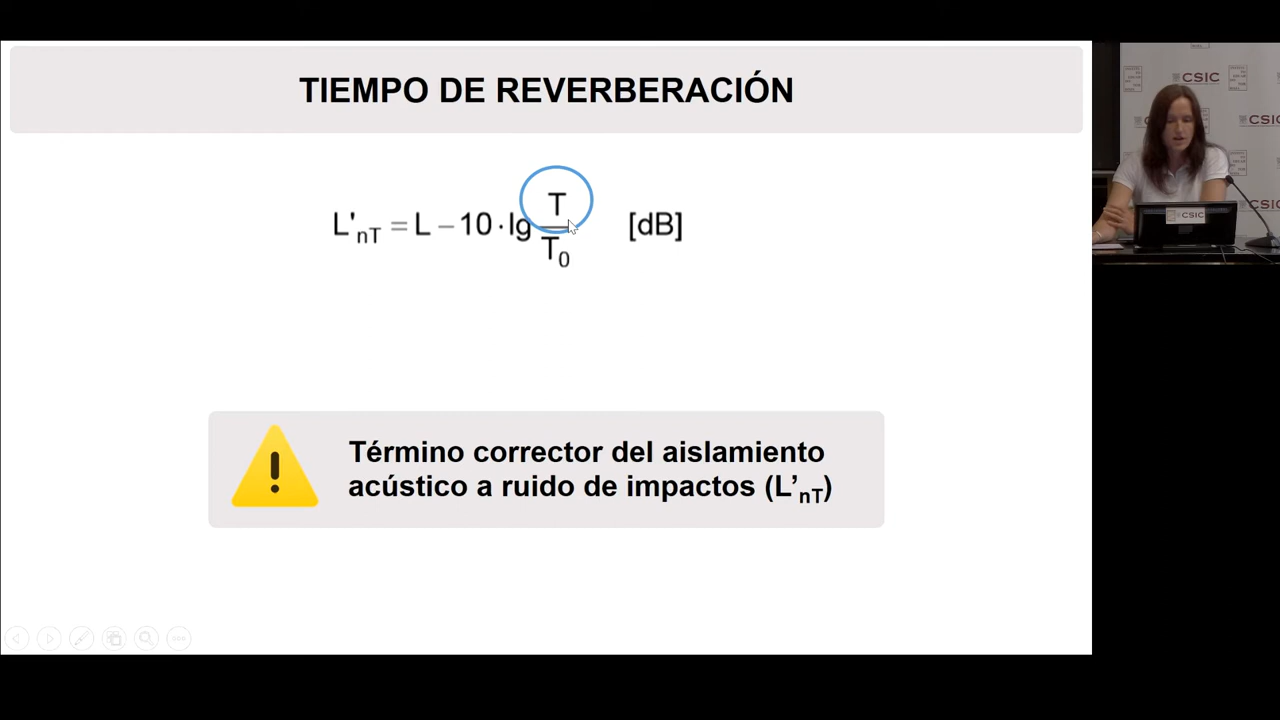 TIEMPO DE REVERBERACIÓN
L'nT = L – 10 · lg T/T0 [dB]
Término corrector del aislamiento
acústico a ruido de impactos (L’nT)
CSIC
CSIC
CSIC